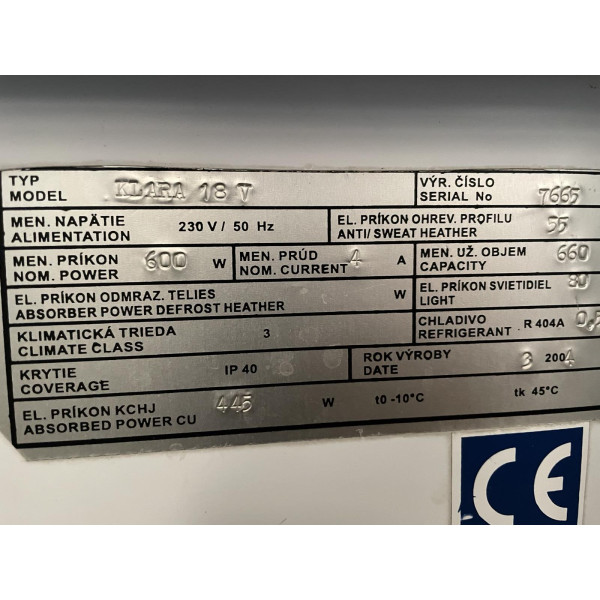 TYP
MODEL KLARA 18 V
VÝR. ČÍSLO
SERIAL No 7665
MEN. NAPÄTIE
ALIMENTATION 230 V / 50 Hz
EL. PRÍKON OHREV. PROFILU
ANTI/ SWEAT HEATHER 55
MEN. PRÍKON
NOM. POWER 600 W
MEN. PRÚD
NOM. CURRENT 4 A
MEN. UŽ. OBJEM
CAPACITY 660
EL. PRÍKON ODMRAZ. TELIES
ABSORBER POWER DEFROST HEATHER W
EL. PRÍKON SVIETIDIEL
LIGHT 80
KLIMATICKÁ TRIEDA
CLIMATE ČLASS 3
CHLADIVO
REFRIGERANT R 404A
KRYTIE
COVERAGE IP 40
ROK VÝROBY
DATE 3 2004
EL. PRÍKON KCHJ
ABSORBED POWER CU 445 W t0 -10°C tk 45°C
CE